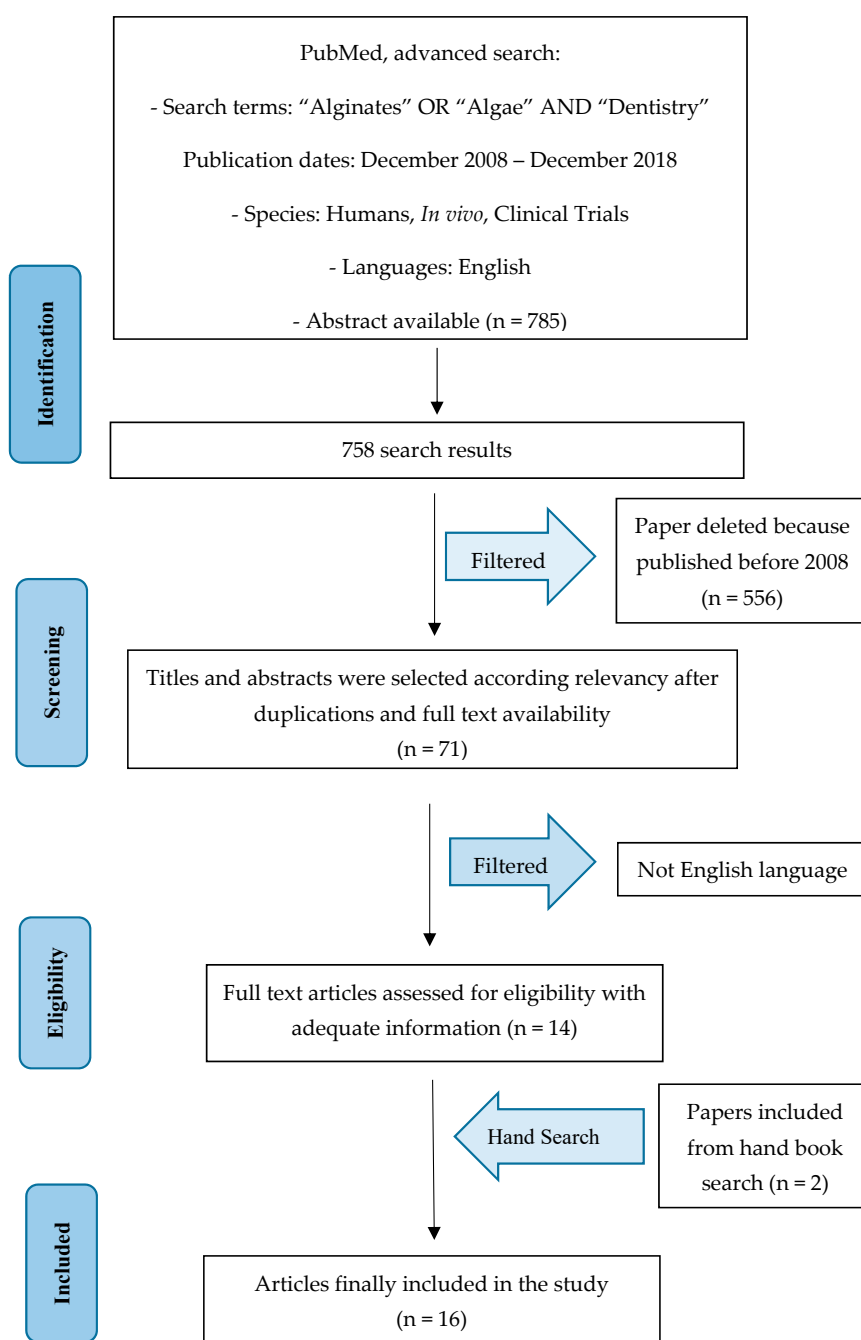 PubMed, advanced search:
- Search terms: “Alginates” OR “Algae” AND “Dentistry”
Publication dates: December 2008 – December 2018
- Species: Humans, In vivo, Clinical Trials
- Languages: English
- Abstract available (n = 785)
Identification
758 search results
Filtered
Paper deleted because
published before 2008
(n = 556)
Screening
Titles and abstracts were selected according relevancy after
duplications and full text availability
(n = 71)
Filtered
Not English language
Eligibility
Full text articles assessed for eligibility with
adequate information (n = 14)
Hand Search
Papers included
from hand book
search (n = 2)
Included
Articles finally included in the study
(n = 16)